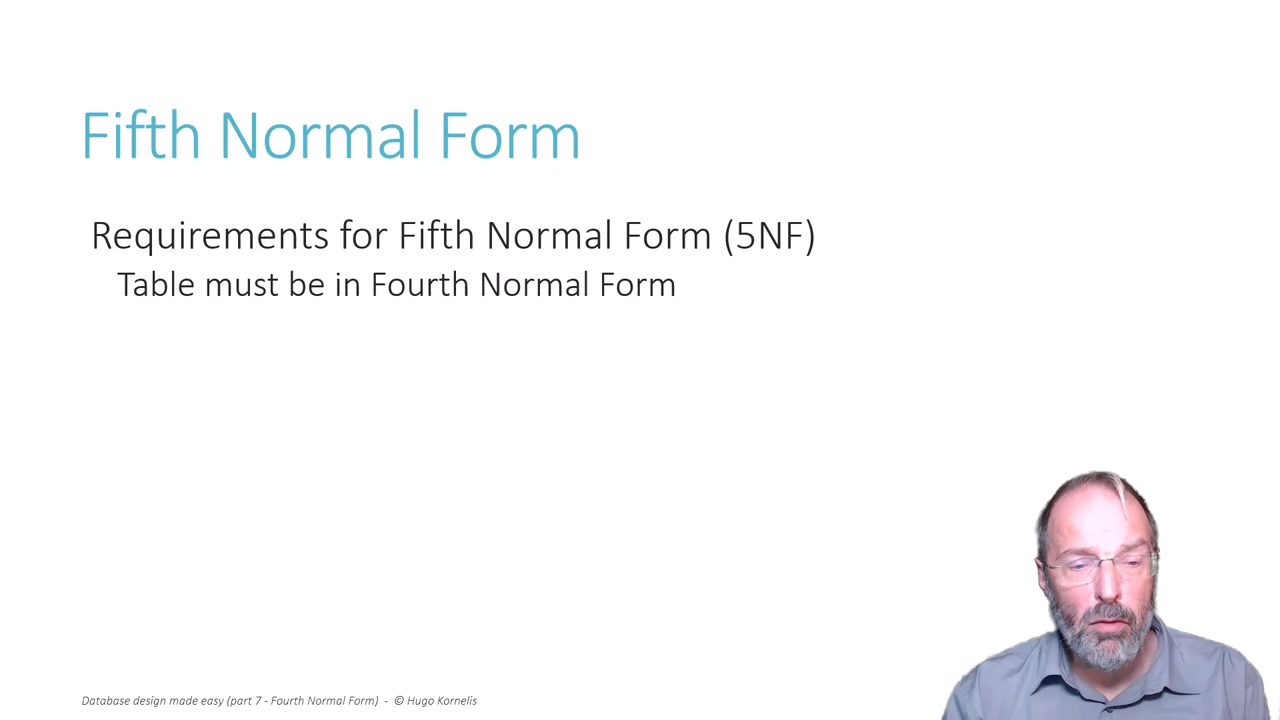 Fifth Normal Form
Requirements for Fifth Normal Form (5NF)
Table must be in Fourth Normal Form
Database design made easy (part 7 - Fourth Normal Form)  -  © Hugo Kornelis